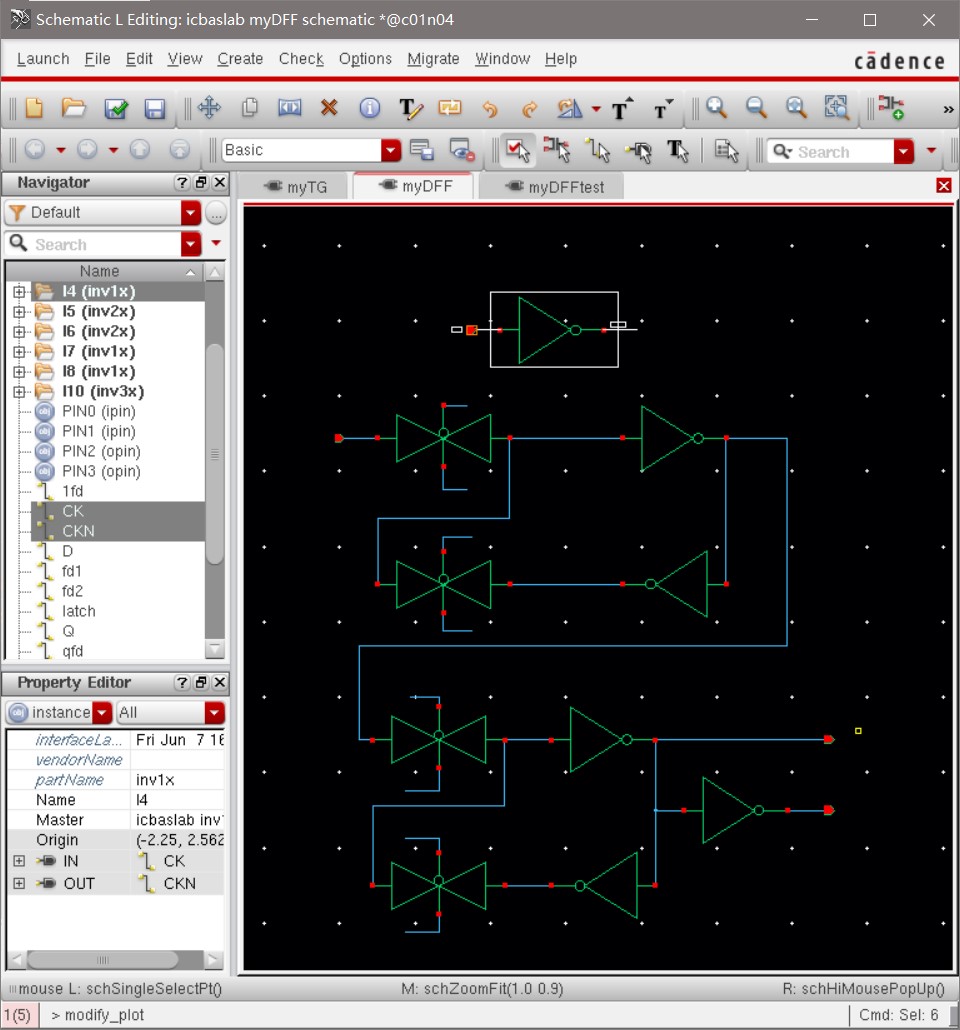 Schematic L Editing: icbaslab myDFF schematic *@c01n04
Launch File Edit View Create Check Options Migrate Window Help
cādence
Basic
Search
Navigator
myTG
myDFF
myDFFtest
Default
Search
Name
I4 (inv1x)
I5 (inv2x)
I6 (inv2x)
I7 (inv1x)
I8 (inv1x)
I10 (inv3x)
PIN0 (ipin)
PIN1 (ipin)
PIN2 (opin)
PIN3 (opin)
1fd
CK
CKN
D
fd1
fd2
latch
Q
qfd
Property Editor
instance All
interfaceLa... Fri Jun 7 16
vendorName
partName inv1x
Name I4
Master icbaslab inv
Origin (-2.25, 2.562
IN CK
OUT CKN
mouse L: schSingleSelectPt() M: schZoomFit(1.0 0.9) R: schHiMousePopUp()
1(5) > modify_plot Cmd: Sel: 6